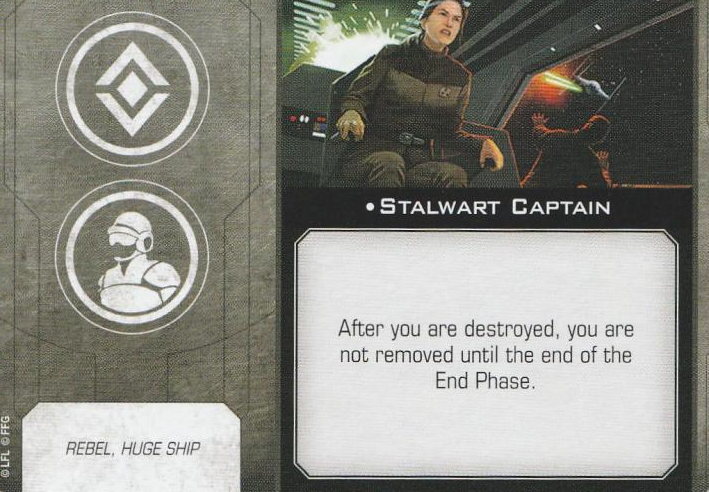 •STALWART CAPTAIN
After you are destroyed, you are
not removed until the end of the
End Phase.
REBEL, HUGE SHIP
©LFL ©FFG